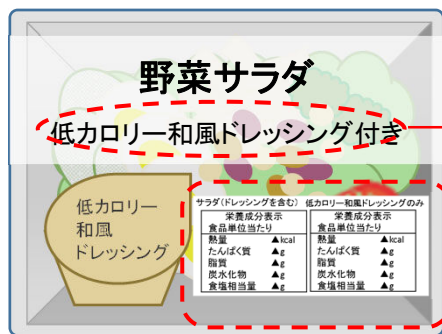 野菜サラダ
低カロリー和風ドレッシング付き
低カロリー
和風
ドレッシング
サラダ(ドレッシングを含む)
栄養成分表示
食品単位当たり
熱量 ▲kcal
たんぱく質 ▲g
脂質 ▲g
炭水化物 ▲g
食塩相当量 ▲g
低カロリー和風ドレッシングのみ
栄養成分表示
食品単位当たり
熱量 ▲kcal
たんぱく質 ▲g
脂質 ▲g
炭水化物 ▲g
食塩相当量 ▲g